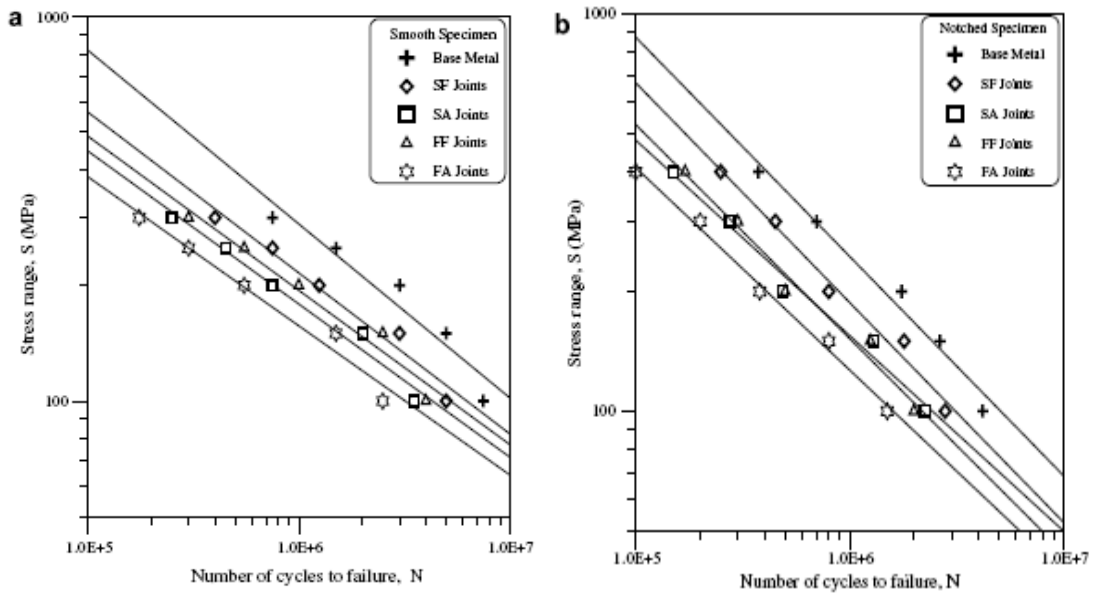 a
1000
100
Stress range, S (MPa)
Smooth Specimen
Base Metal
SF Joints
SA Joints
FF Joints
FA Joints
1.0E+5
1.0E+6
1.0E+7
Number of cycles to failure, N
b
1000
100
Stress range, S (MPa)
Notched Specimen
Base Metal
SF Joints
SA Joints
FF Joints
FA Joints
1.0E+5
1.0E+6
1.0E+7
Number of cycles to failure, N